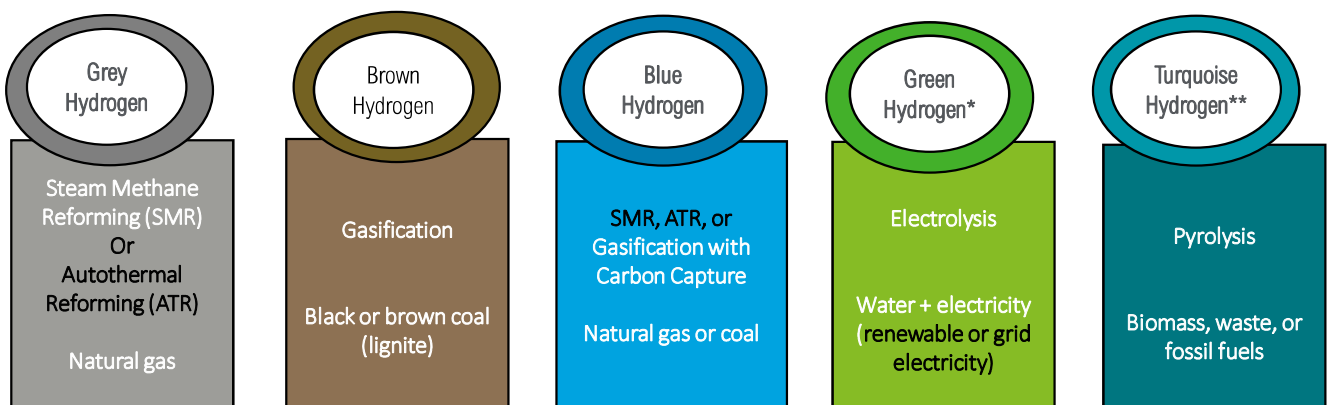 Grey
Hydrogen
Steam Methane
Reforming (SMR)
Or
Autothermal
Reforming (ATR)
Natural gas
Brown
Hydrogen
Gasification
Black or brown coal
(lignite)
Blue
Hydrogen
SMR, ATR, or
Gasification with
Carbon Capture
Natural gas or coal
Green
Hydrogen*
Electrolysis
Water + electricity
(renewable or grid
electricity)
Turquoise
Hydrogen**
Pyrolysis
Biomass, waste, or
fossil fuels